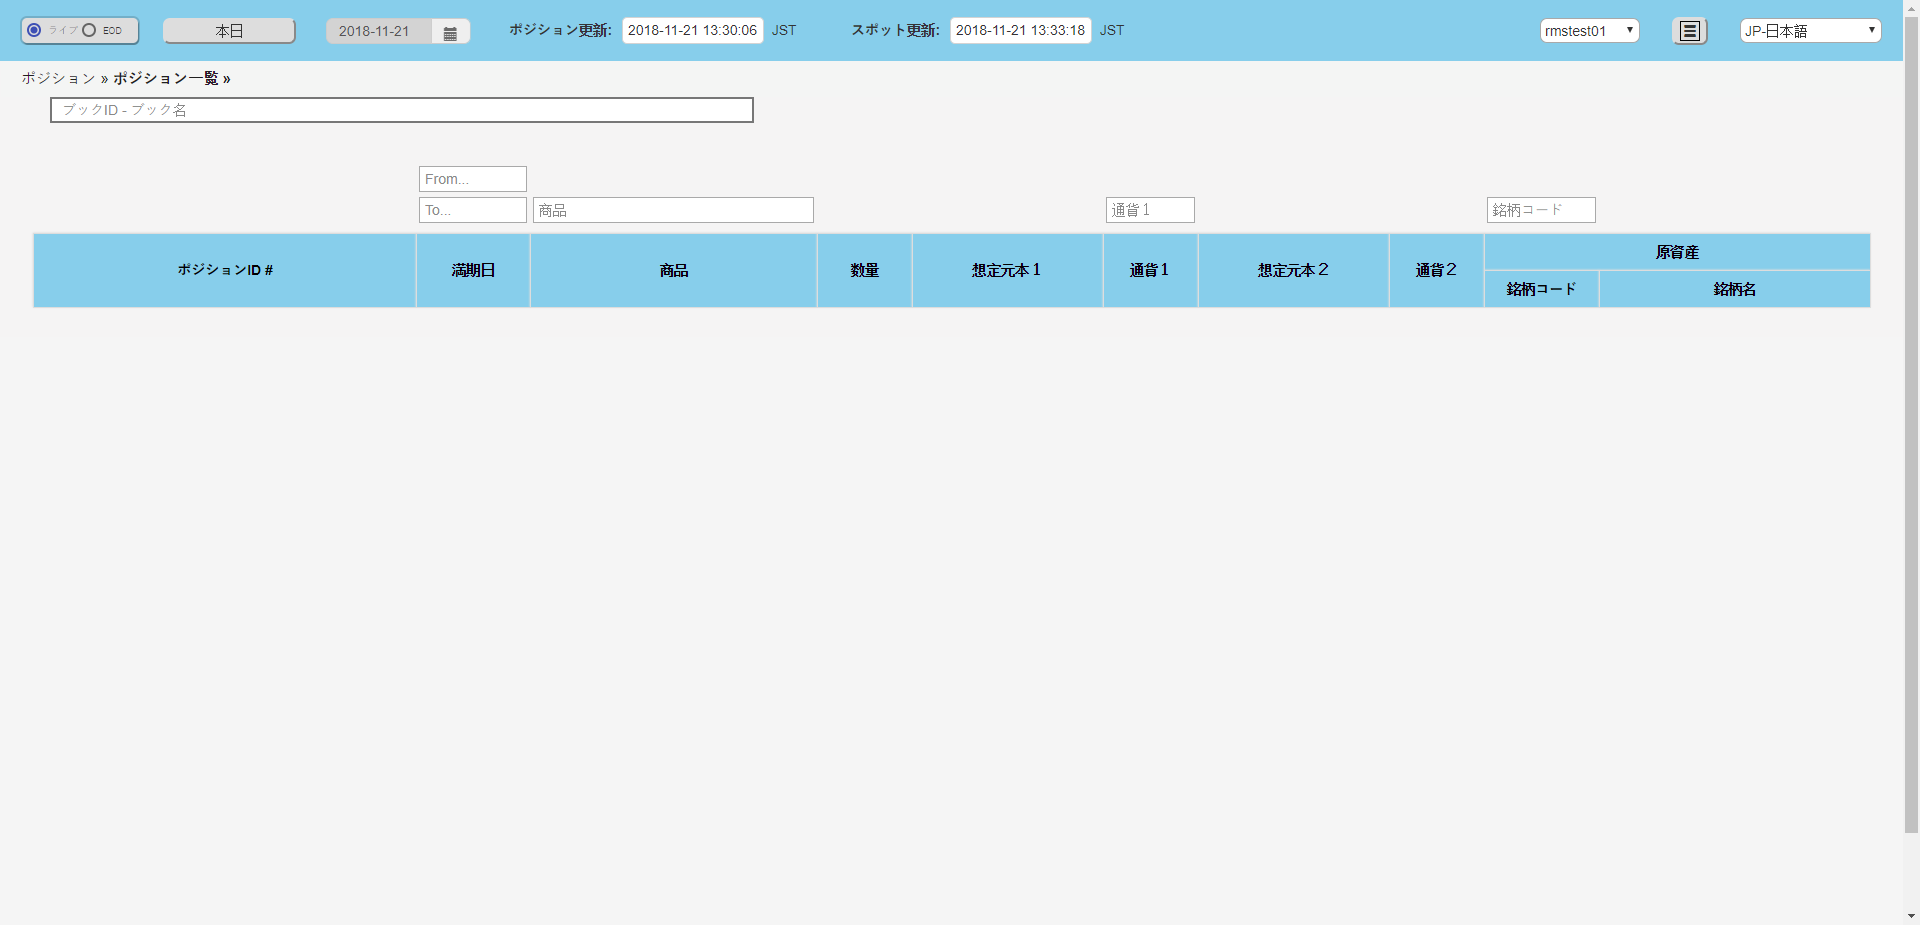 ライブ EOD 本日 2018-11-21 ポジション更新: 2018-11-21 13:30:06 JST スポット更新: 2018-11-21 13:33:18 JST rmstest01 JP-日本語
ポジション » ポジション一覧 »
ブックID - ブック名
From...
To... 商品 通貨１ 銘柄コード
ポジションID # 満期日 商品 数量 想定元本１ 通貨１ 想定元本２ 通貨２ 原資産
銘柄コード 銘柄名